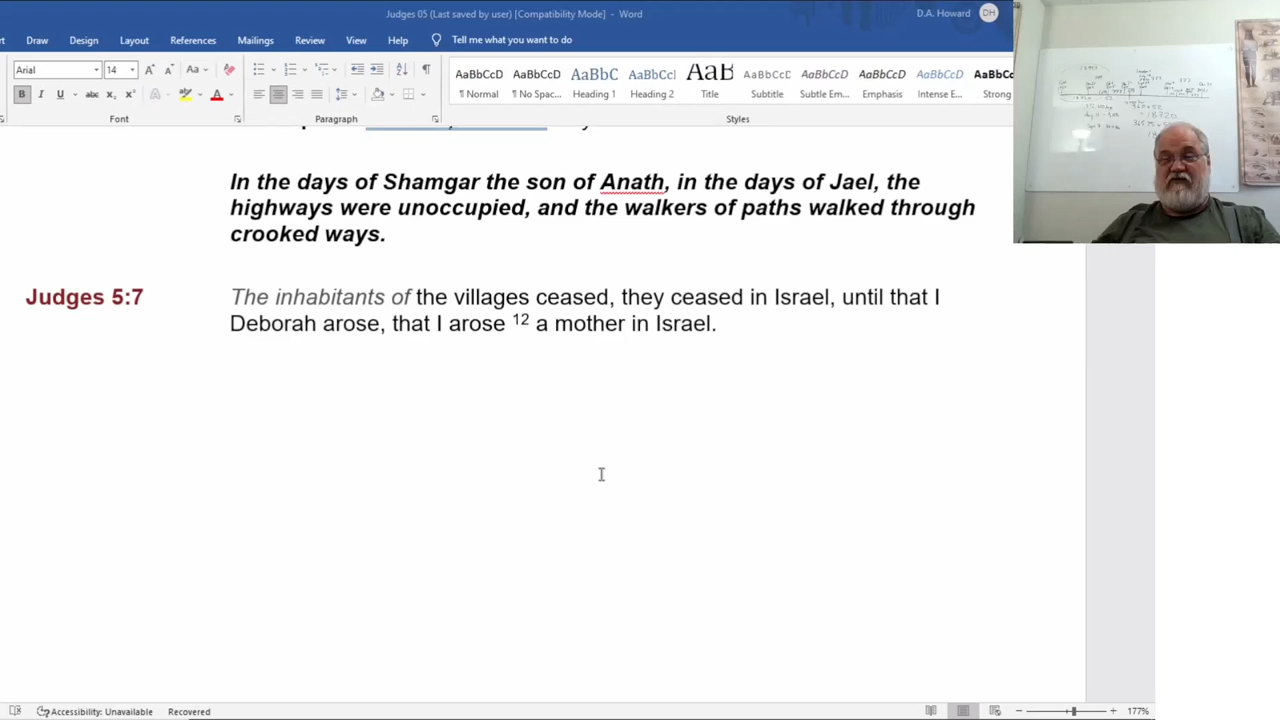 Judges 05 (Last saved by user) [Compatibility Mode] - Word
D.A. Howard DH
Draw Design Layout References Mailings Review View Help Tell me what you want to do
Arial 14
AaBbCcD AaBbCcD AaBbC AaBbCcI AaB AaBbCcD AaBbCcD AaBbCcD AaBbCcD AaBbCcD
¶ Normal ¶ No Spac... Heading 1 Heading 2 Title Subtitle Subtle Em... Emphasis Intense E... Strong
Font Paragraph Styles
In the days of Shamgar the son of Anath, in the days of Jael, the
highways were unoccupied, and the walkers of paths walked through
crooked ways.
Judges 5:7 The inhabitants of the villages ceased, they ceased in Israel, until that I
Deborah arose, that I arose 12 a mother in Israel.
Accessibility: Unavailable Recovered 177%